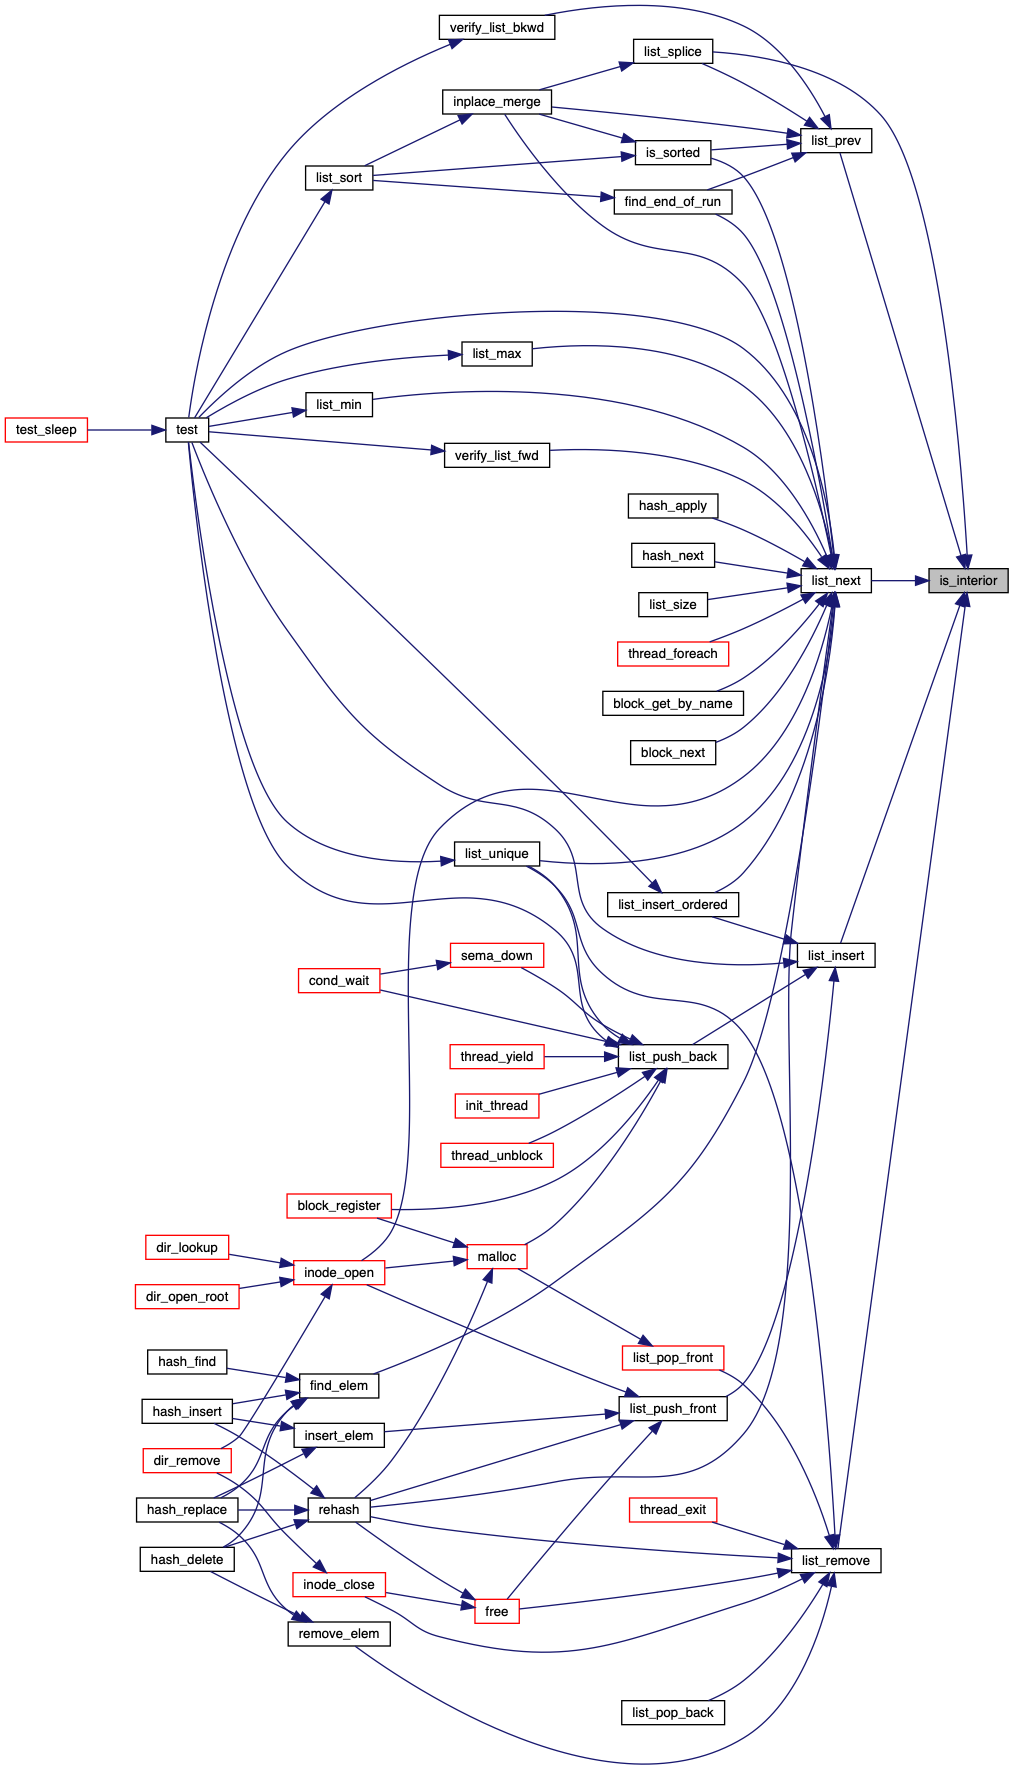 verify_list_bkwd
list_splice
inplace_merge
list_prev
is_sorted
list_sort
find_end_of_run
list_max
list_min
test_sleep
test
verify_list_fwd
hash_apply
hash_next
list_next
is_interior
list_size
thread_foreach
block_get_by_name
block_next
list_unique
list_insert_ordered
list_insert
sema_down
cond_wait
thread_yield
list_push_back
init_thread
thread_unblock
block_register
dir_lookup
malloc
inode_open
dir_open_root
hash_find
list_pop_front
find_elem
hash_insert
list_push_front
insert_elem
dir_remove
hash_replace
rehash
thread_exit
hash_delete
list_remove
inode_close
free
remove_elem
list_pop_back